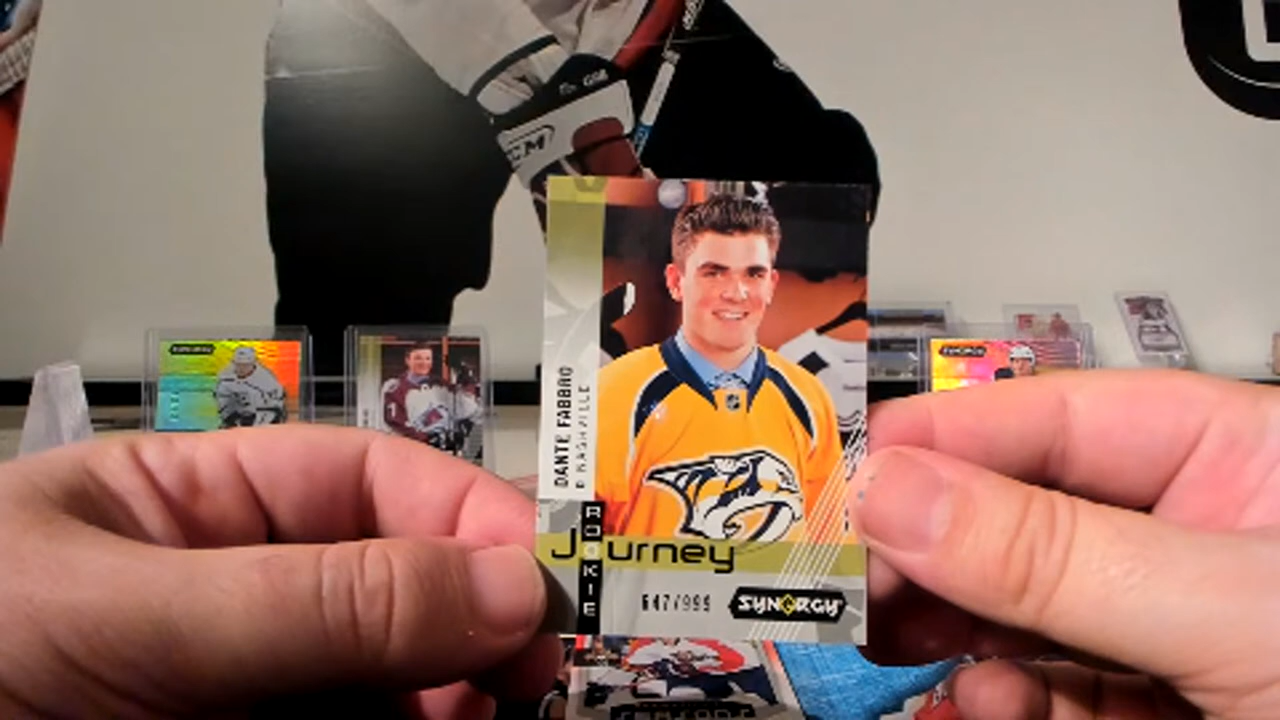 CCM
DANTE FABBRO
D NASHVILLE
ROOKIE
Journey
647/999
SYNERGY